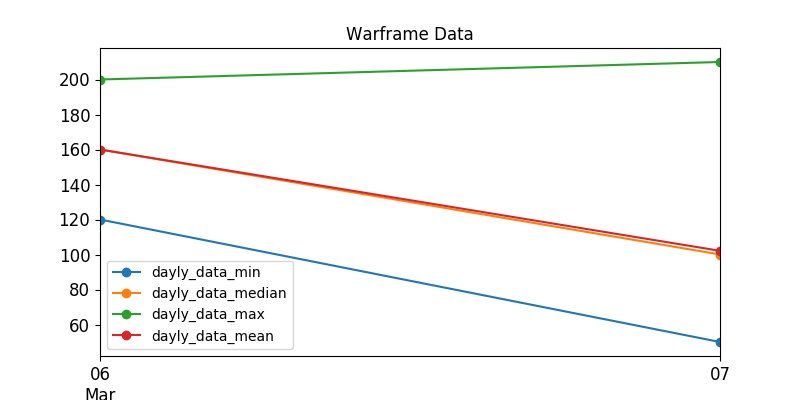 Warframe Data
200
180
160
140
120
100
80
60
dayly_data_min
dayly_data_median
dayly_data_max
dayly_data_mean
06
07
Mar